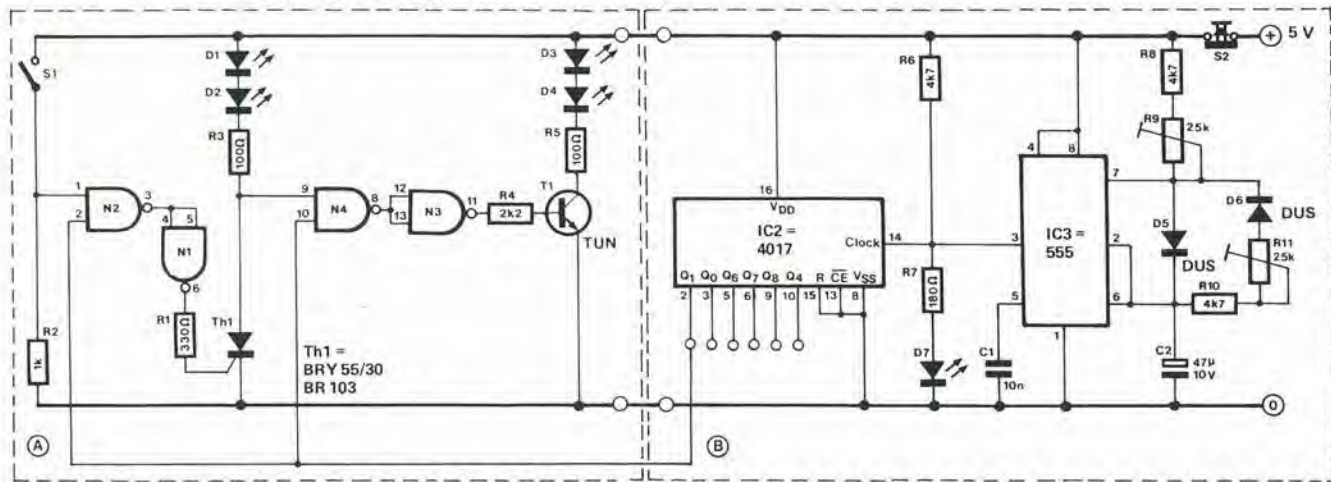 S1
D1
D2
R3
100Ω
1
2
N2
3
4
5
N1
6
R1
330Ω
Th1
R2
1k
Th1 =
BRY 55/30
BR 103
9
10
N4
8
12
13
N3
11
R4
2k2
D3
D4
R5
100Ω
T1
TUN
A
16
VDD
IC2 =
4017
Clock
14
Q1 Q0 Q6 Q7 Q8 Q4 R CE VSS
2 3 5 6 9 10 15 13 8
B
R6
4k7
R7
180Ω
D7
4 8
3
IC3 =
555
7
2
6
5
1
C1
10n
R8
4k7
R9
25k
D5
DUS
D6
DUS
R11
25k
R10
4k7
C2
47µ
10V
S2
+ 5 V
0